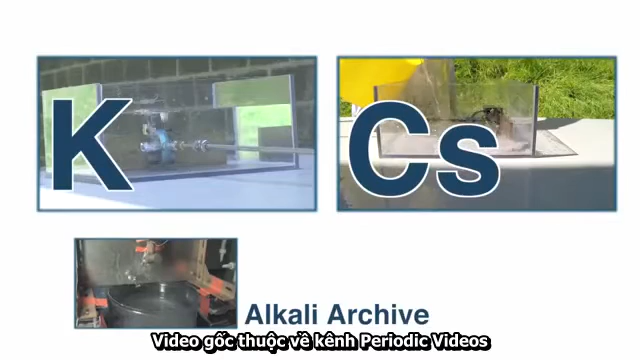 K
Cs
Alkali Archive
Video gốc thuộc về kênh Periodic Videos